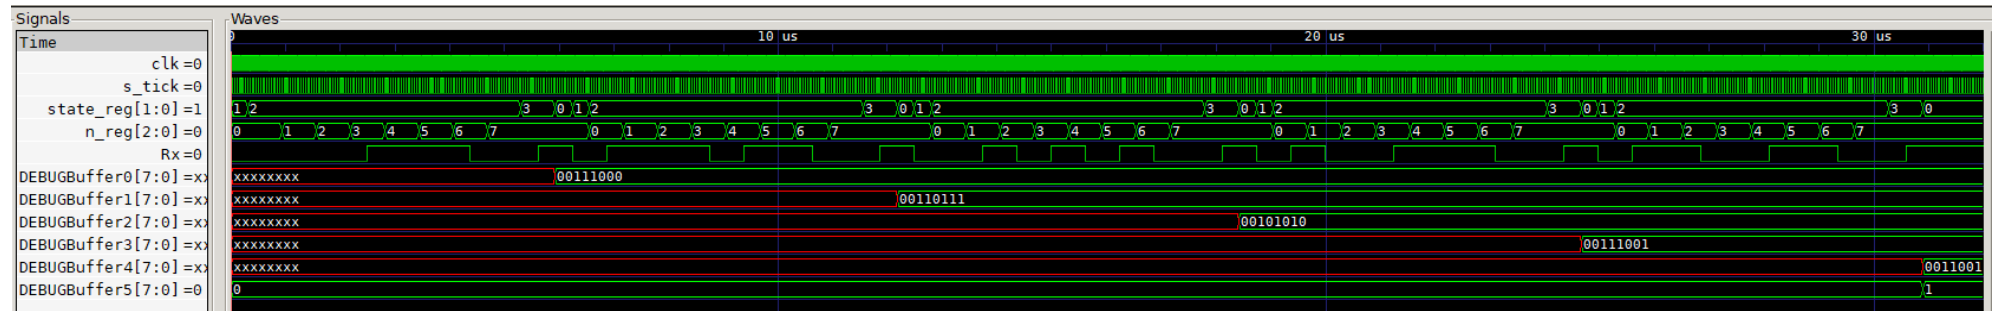 Signals Waves
Time 0 10 us 20 us 30 us
clk =0
s_tick =0
state_reg[1:0] =1 1 2 3 0 1 2 3 0 1 2 3 0 1 2 3 0 1 2 3 0
n_reg[2:0] =0 0 1 2 3 4 5 6 7 0 1 2 3 4 5 6 7 0 1 2 3 4 5 6 7 0 1 2 3 4 5 6 7 0 1 2 3 4 5 6 7
Rx =0
DEBUGBuffer0[7:0] =xx xxxxxxxx 00111000
DEBUGBuffer1[7:0] =xx xxxxxxxx 00110111
DEBUGBuffer2[7:0] =xx xxxxxxxx 00101010
DEBUGBuffer3[7:0] =xx xxxxxxxx 00111001
DEBUGBuffer4[7:0] =xx xxxxxxxx 0011001
DEBUGBuffer5[7:0] =0 0 1